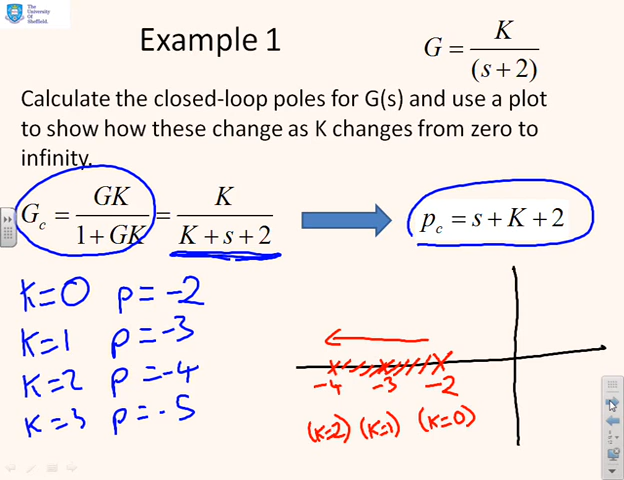 The
University
Of
Sheffield.
Example 1
G = K / (s + 2)
Calculate the closed-loop poles for G(s) and use a plot
to show how these change as K changes from zero to
infinity.
G_c = GK / (1 + GK) = K / (K + s + 2)
p_c = s + K + 2
K=0 p=-2
K=1 p=-3
K=2 p=-4
K=3 p=-5
-4 -3 -2
(K=2) (K=1) (K=0)